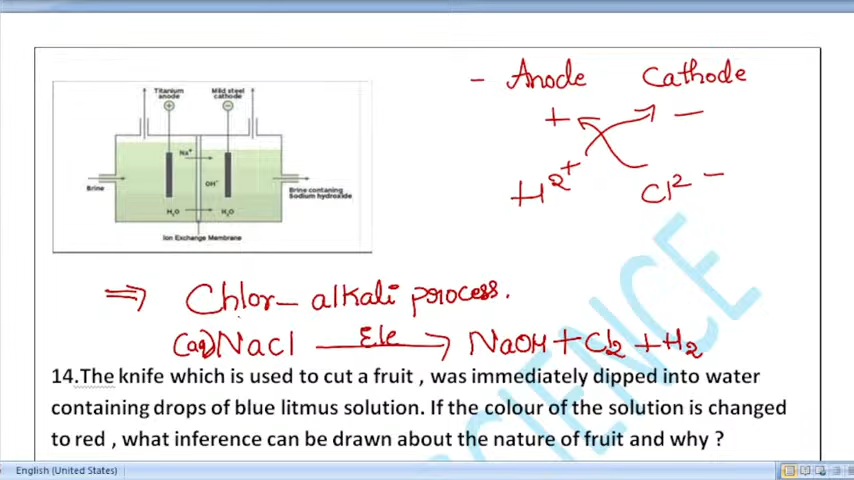 - Anode Cathode
+ -
H2+ Cl2 -
Titanium anode
Mild steel cathode
+ -
Na+
OH-
Brine
Brine contaning Sodium hydroxide
H₂O H₂O
Ion Exchange Membrane
⇒ Chlor-alkali process.
(aq)NaCl Ele → NaOH + Cl2 + H2
14.The knife which is used to cut a fruit , was immediately dipped into water
containing drops of blue litmus solution. If the colour of the solution is changed
to red , what inference can be drawn about the nature of fruit and why ?
SCIENCE
English (United States)